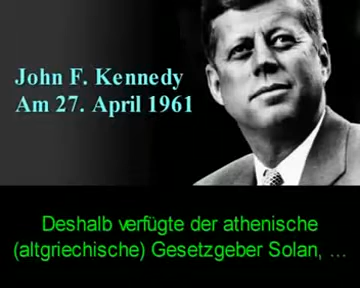 John F. Kennedy
Am 27. April 1961
Deshalb verfügte der athenische
(altgriechische) Gesetzgeber Solan, ...